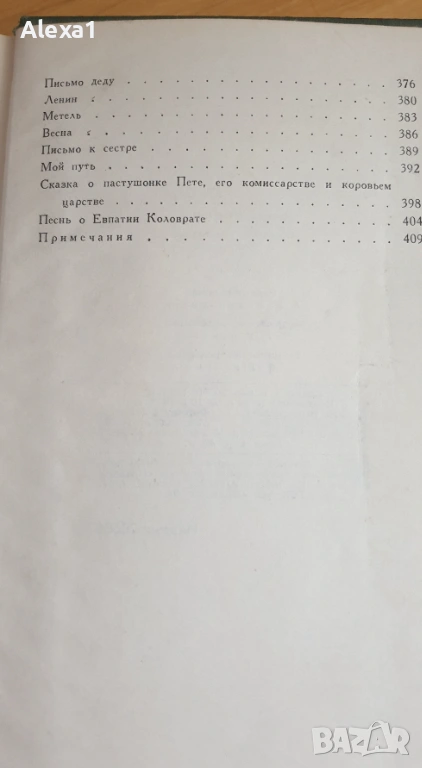 Alexa1
Письмо деду . . . . . . . . . . . . . . 376
Ленин . . . . . . . . . . . . . . . . 380
Метель . . . . . . . . . . . . . . . . 383
Весна . . . . . . . . . . . . . . . . 386
Письмо к сестре . . . . . . . . . . . . . 389
Мой путь . . . . . . . . . . . . . . . 392
Сказка о пастушонке Пете, его комиссарстве и коровьем
царстве . . . . . . . . . . . . . . . 398
Песнь о Евпатии Коловрате . . . . . . . . . . 404
Примечания . . . . . . . . . . . . . . 409
BAZAR